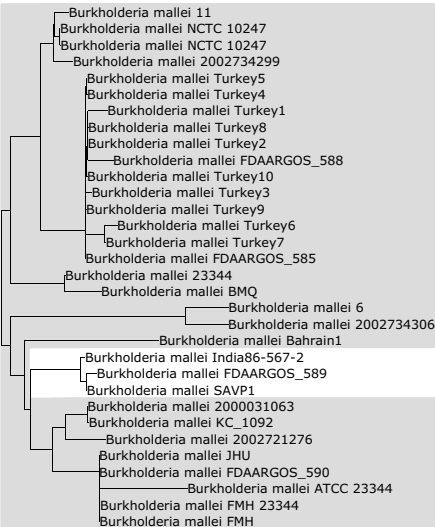 Burkholderia mallei 11
Burkholderia mallei NCTC 10247
Burkholderia mallei NCTC 10247
Burkholderia mallei 2002734299
Burkholderia mallei Turkey5
Burkholderia mallei Turkey4
Burkholderia mallei Turkey1
Burkholderia mallei Turkey8
Burkholderia mallei Turkey2
Burkholderia mallei FDAARGOS_588
Burkholderia mallei Turkey10
Burkholderia mallei Turkey3
Burkholderia mallei Turkey9
Burkholderia mallei Turkey6
Burkholderia mallei Turkey7
Burkholderia mallei FDAARGOS_585
Burkholderia mallei 23344
Burkholderia mallei BMQ
Burkholderia mallei 6
Burkholderia mallei 2002734306
Burkholderia mallei Bahrain1
Burkholderia mallei India86-567-2
Burkholderia mallei FDAARGOS_589
Burkholderia mallei SAVP1
Burkholderia mallei 2000031063
Burkholderia mallei KC_1092
Burkholderia mallei 2002721276
Burkholderia mallei JHU
Burkholderia mallei FDAARGOS_590
Burkholderia mallei ATCC 23344
Burkholderia mallei FMH 23344
Burkholderia mallei FMH